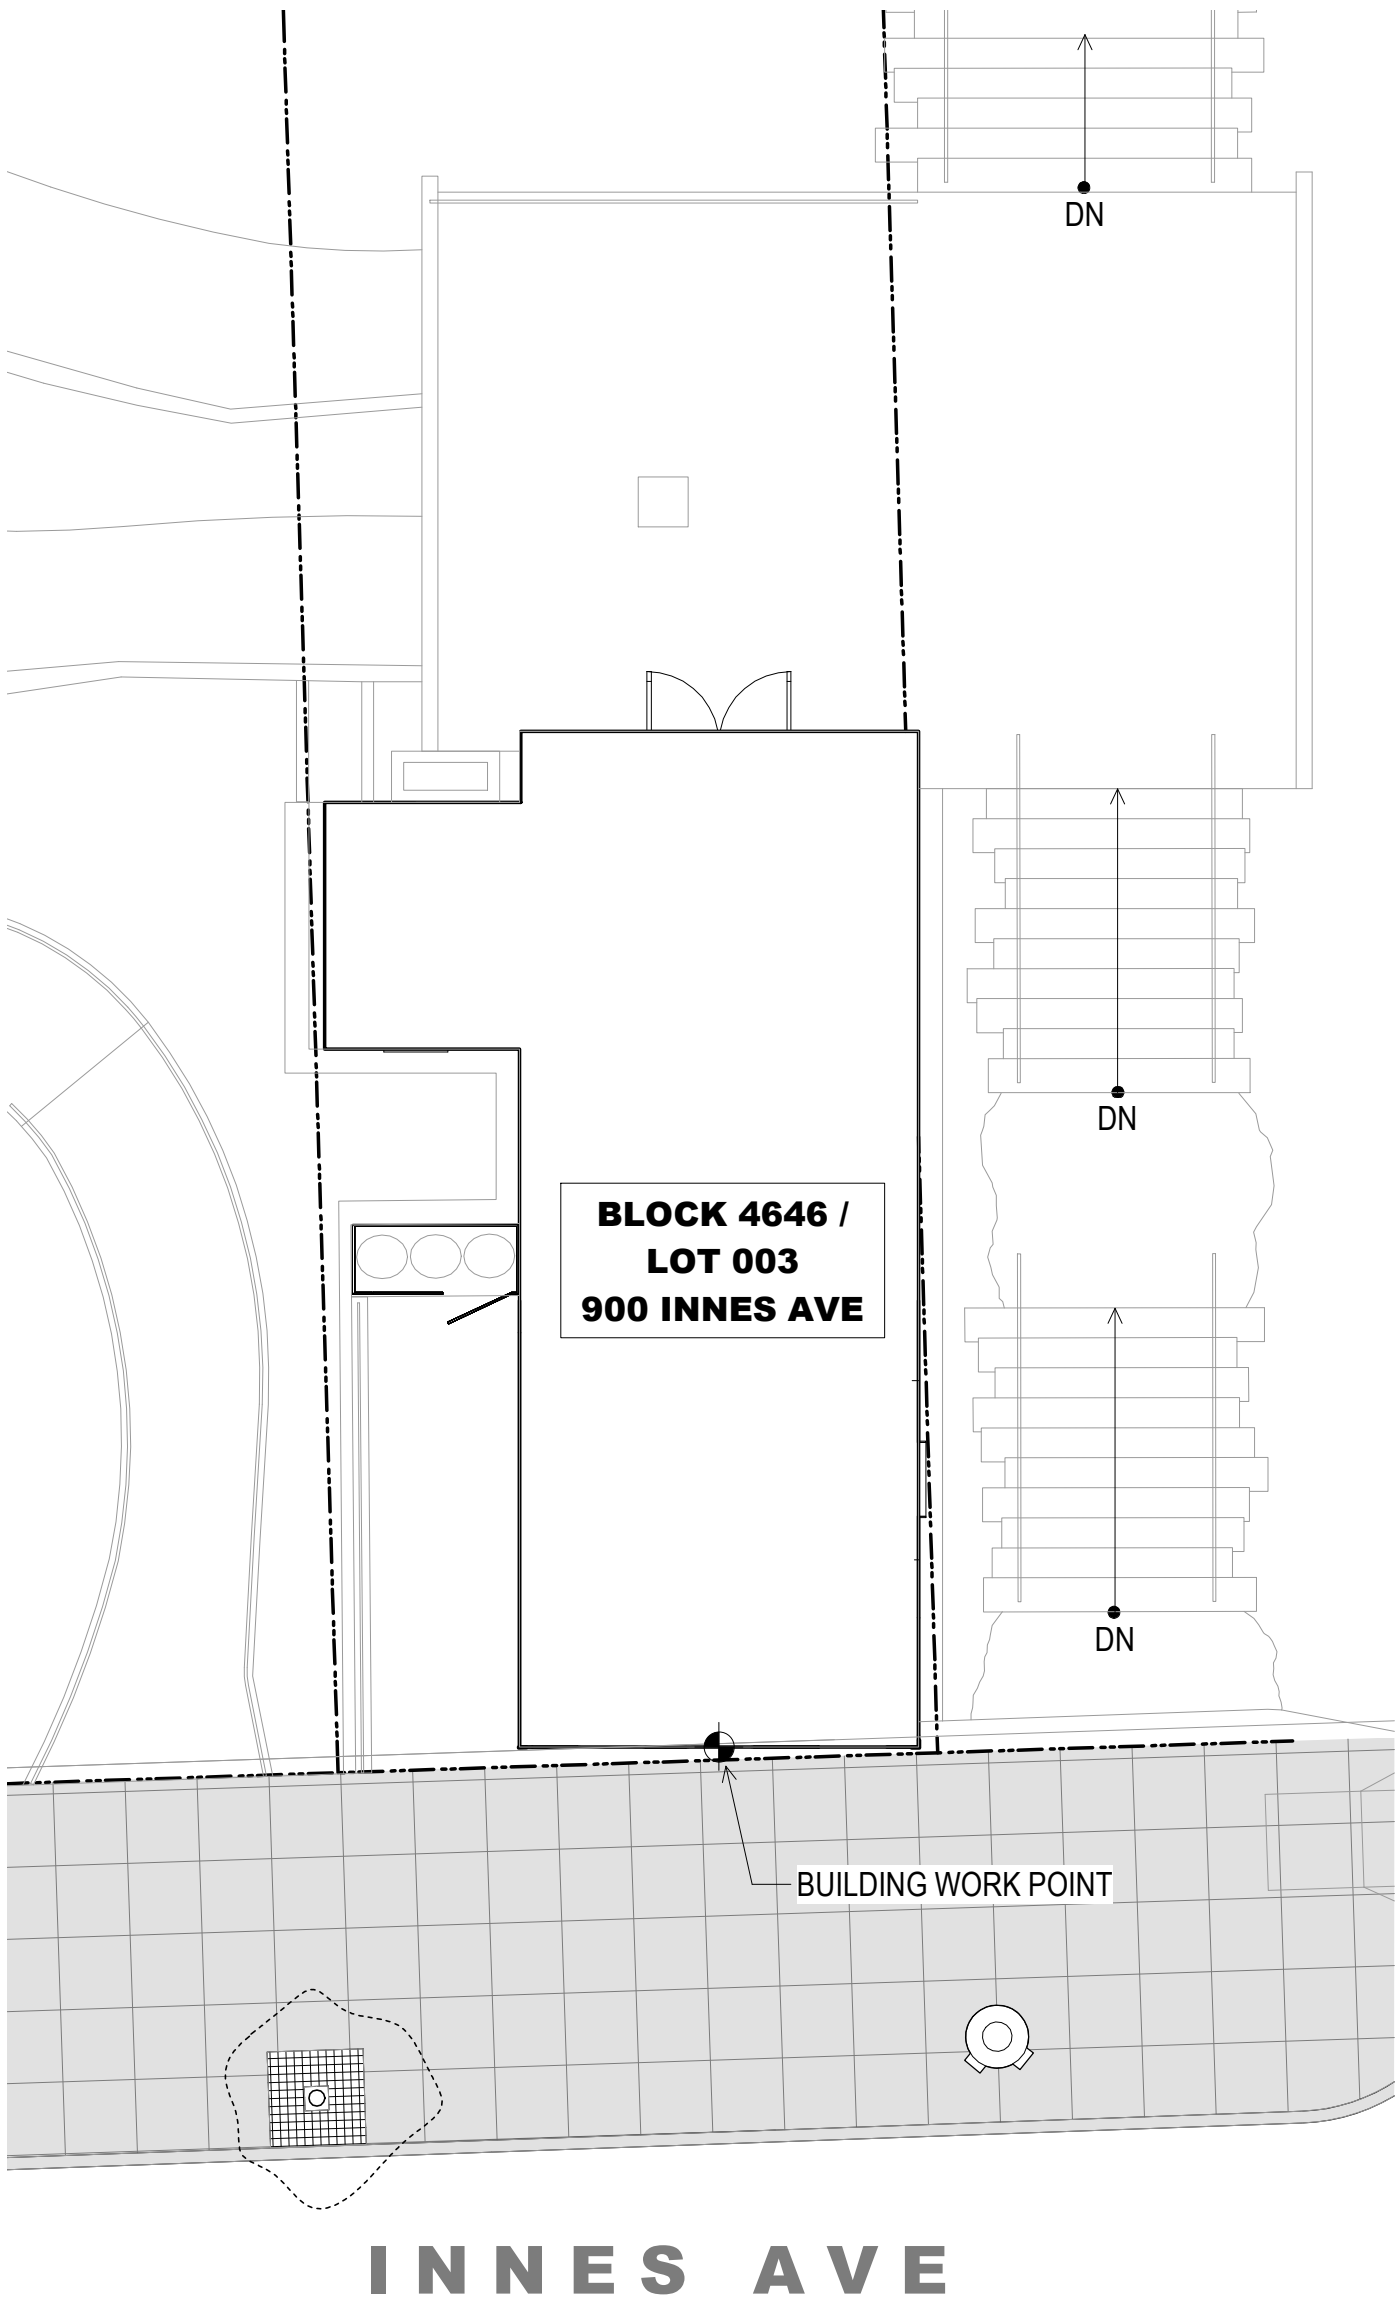 DN
DN
BLOCK 4646 /
LOT 003
900 INNES AVE
DN
BUILDING WORK POINT
INNES AVE